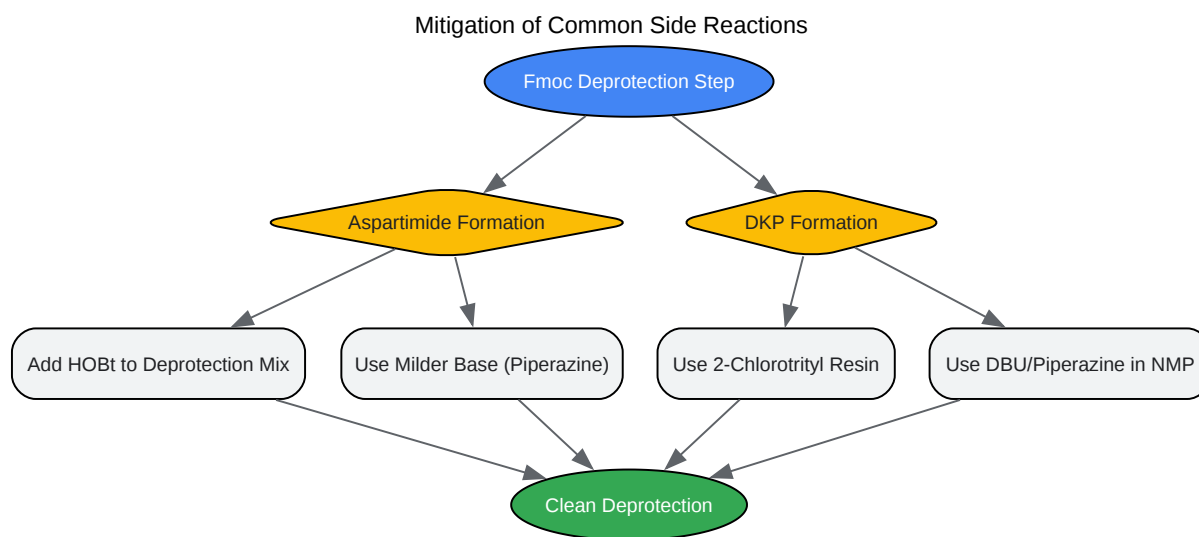 Mitigation of Common Side Reactions
Fmoc Deprotection Step
Aspartimide Formation
DKP Formation
Add HOBt to Deprotection Mix
Use Milder Base (Piperazine)
Use 2-Chlorotrityl Resin
Use DBU/Piperazine in NMP
Clean Deprotection